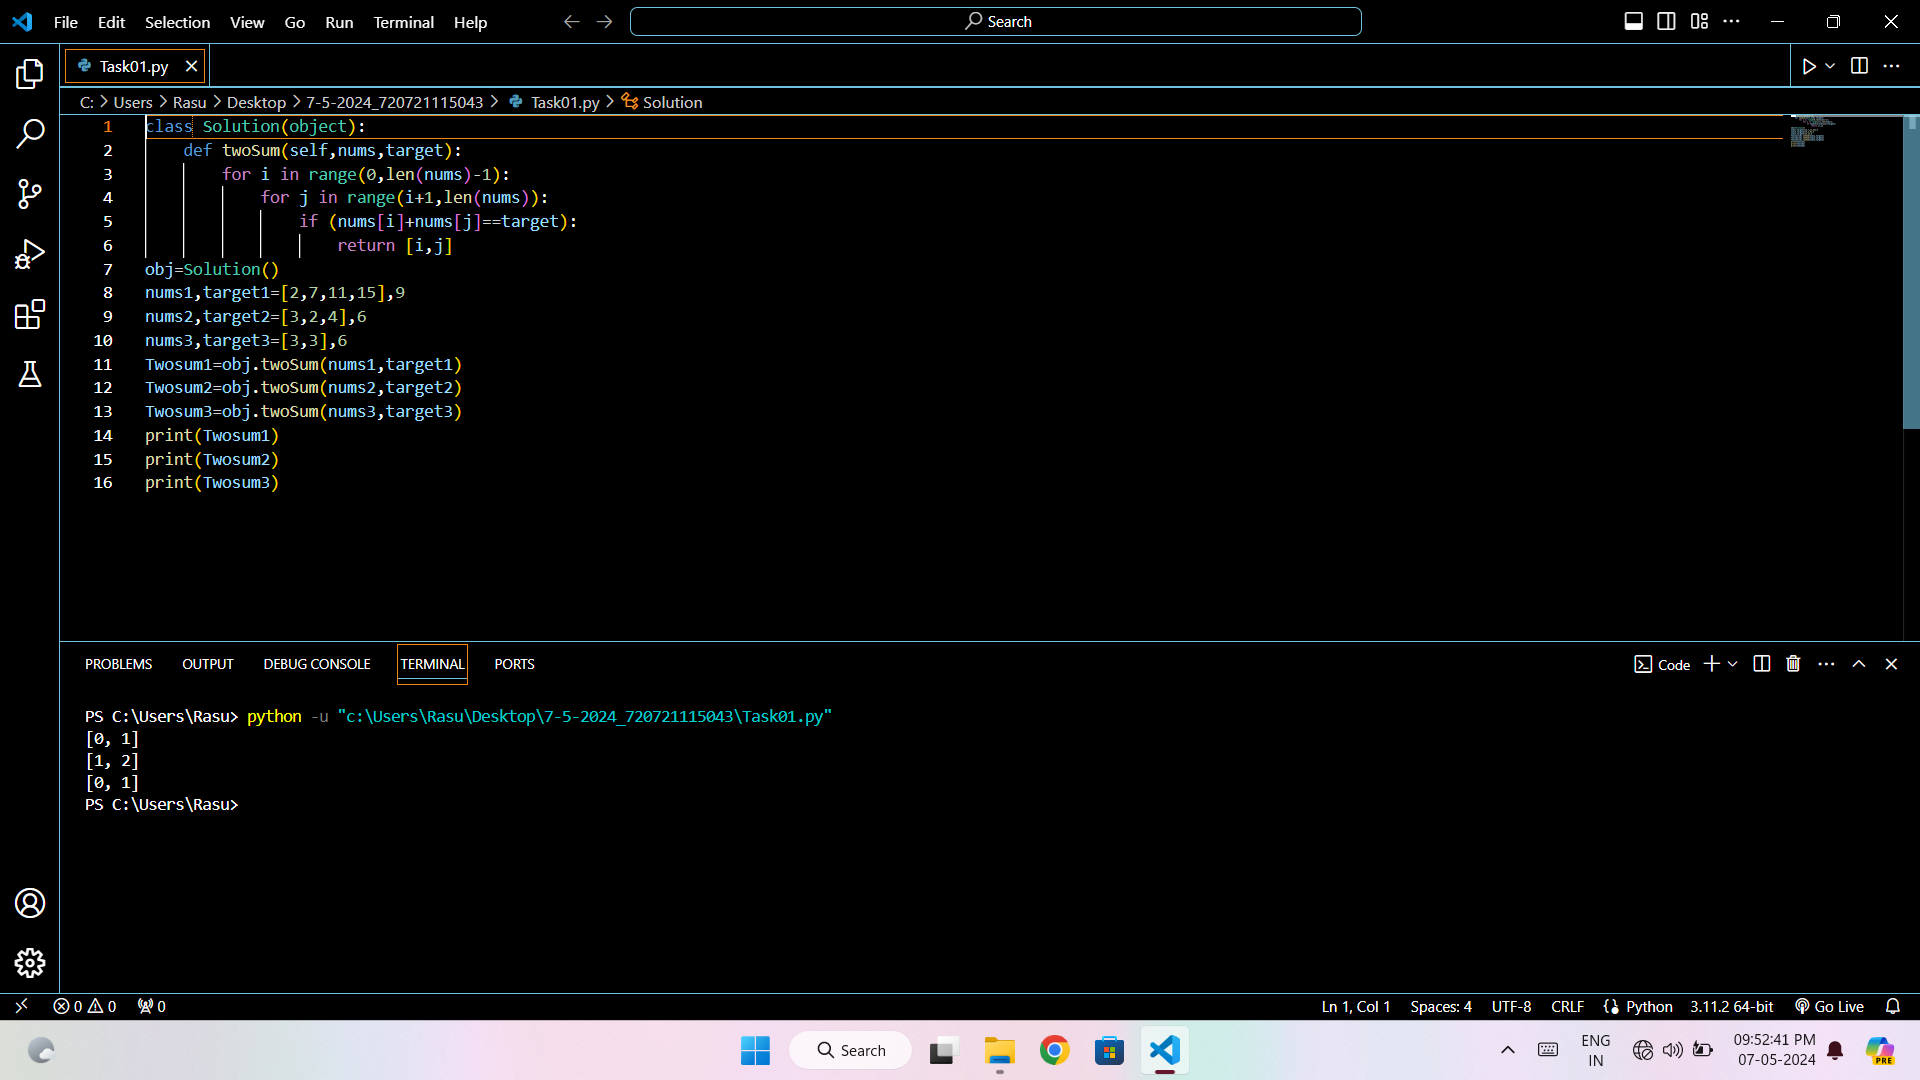 File Edit Selection View Go Run Terminal Help Search
Task01.py
C: > Users > Rasu > Desktop > 7-5-2024_720721115043 > Task01.py > Solution
1 class Solution(object):
2     def twoSum(self,nums,target):
3         for i in range(0,len(nums)-1):
4             for j in range(i+1,len(nums)):
5                 if (nums[i]+nums[j]==target):
6                     return [i,j]
7 obj=Solution()
8 nums1,target1=[2,7,11,15],9
9 nums2,target2=[3,2,4],6
10 nums3,target3=[3,3],6
11 Twosum1=obj.twoSum(nums1,target1)
12 Twosum2=obj.twoSum(nums2,target2)
13 Twosum3=obj.twoSum(nums3,target3)
14 print(Twosum1)
15 print(Twosum2)
16 print(Twosum3)
PROBLEMS OUTPUT DEBUG CONSOLE TERMINAL PORTS Code
PS C:\Users\Rasu> python -u "c:\Users\Rasu\Desktop\7-5-2024_720721115043\Task01.py"
[0, 1]
[1, 2]
[0, 1]
PS C:\Users\Rasu>
0 0 0 Ln 1, Col 1 Spaces: 4 UTF-8 CRLF Python 3.11.2 64-bit Go Live
Search
ENG
IN
09:52:41 PM
07-05-2024
PRE